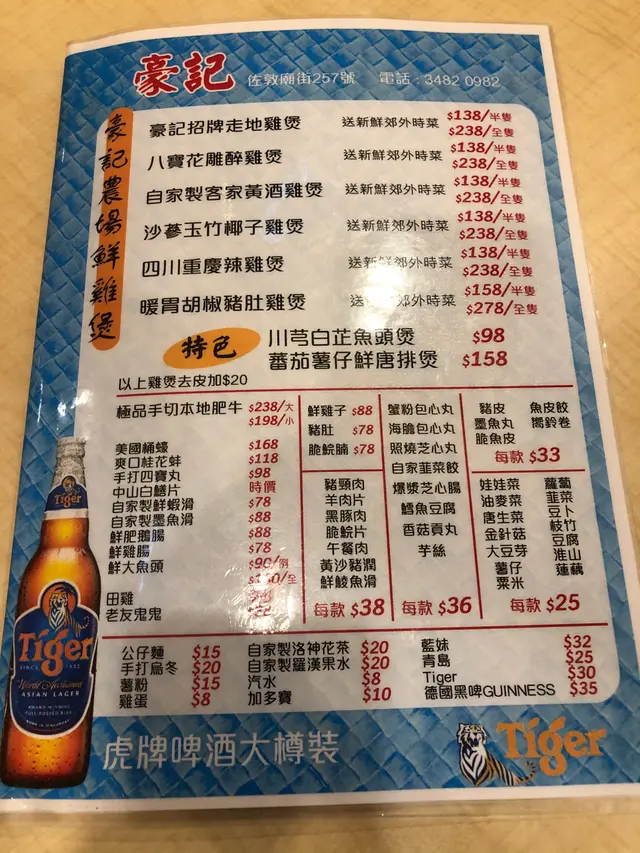 豪記 佐敦廟街257號 電話：3482 0982
豪記農場鮮雞煲
豪記招牌走地雞煲 送新鮮郊外時菜 $138/半隻 $238/全隻
八寶花雕醉雞煲 送新鮮郊外時菜 $138/半隻 $238/全隻
自家製客家黃酒雞煲 送新鮮郊外時菜 $138/半隻 $238/全隻
沙參玉竹椰子雞煲 送新鮮郊外時菜 $138/半隻 $238/全隻
四川重慶辣雞煲 送新鮮郊外時菜 $138/半隻 $238/全隻
暖胃胡椒豬肚雞煲 送新鮮郊外時菜 $158/半隻 $278/全隻
特色
川芎白芷魚頭煲 $98
蕃茄薯仔鮮唐排煲 $158
以上雞煲去皮加$20
極品手切本地肥牛 $238/大 $198/小
美國桶蠔 $168
爽口桂花蚌 $118
手打四寶丸 $98
中山白鱔片 時價
自家製鮮蝦滑 $78
自家製墨魚滑 $88
鮮肥鵝腸 $88
鮮雞腸 $78
鮮大魚頭 $90/例
/全
田雞
老友鬼鬼
鮮雞子 $88
豬肚 $78
脆鯇腩 $78
豬頸肉
羊肉片
黑豚肉
脆鯇片
午餐肉
黃沙豬潤
鮮鯪魚滑
每款 $38
蟹粉包心丸
海膽包心丸
照燒芝心丸
自家韮菜餃
爆漿芝心腸
鱈魚豆腐
香菇貢丸
芋絲
每款 $36
豬皮 魚皮餃
墨魚丸 嚮鈴卷
脆魚皮
每款 $33
娃娃菜 蘿蔔
油麥菜 韮菜
唐生菜 豆卜
金針菇 枝竹
大豆芽 豆腐
薯仔 淮山
粟米 蓮藕
每款 $25
公仔麵 $15
手打烏冬 $20
薯粉 $15
雞蛋 $8
自家製洛神花茶 $20
自家製羅漢果水 $20
汽水 $8
加多寶 $10
藍妹 $32
青島 $25
Tiger $30
德國黑啤GUINNESS $35
Tiger
Tiger
SINCE 1932
World Acclaimed
ASIAN LAGER
虎牌啤酒大樽裝
Tiger